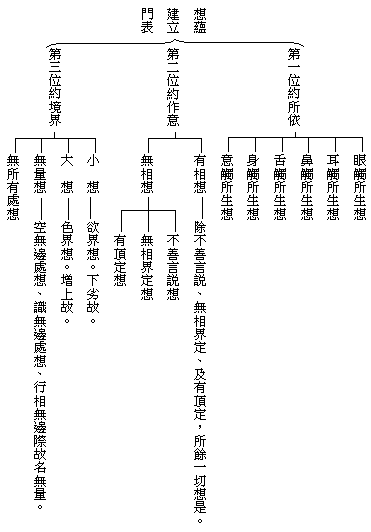 想蘊
建立
門表
第一位約所依
眼觸所生想
耳觸所生想
鼻觸所生想
舌觸所生想
身觸所生想
意觸所生想
第二位約作意
有相想
除不善言說、無相界定、及有頂定，所餘一切想是。
無相想
不善言說想
無相界定想
有頂定想
第三位約境界
小想
欲界想。下劣故。
大想
色界想。增上故。
無量想
空無邊處想、識無邊處想、行相無邊際故名無量。
無所有處想